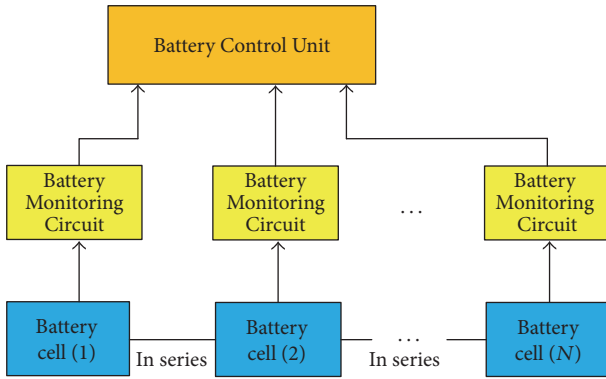 Battery Control Unit
Battery
Monitoring
Circuit
Battery
Monitoring
Circuit
...
Battery
Monitoring
Circuit
Battery
cell (1)
In series
Battery
cell (2)
...
In series
Battery
cell (N)